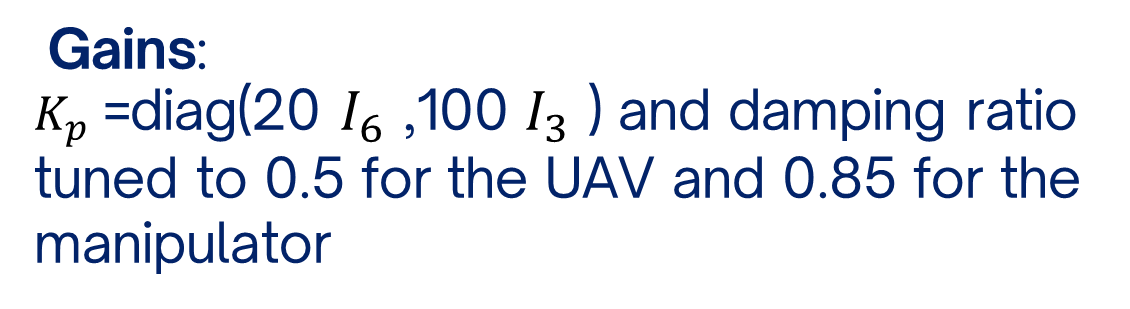 Gains:
K_p =diag(20 I_6 ,100 I_3 ) and damping ratio
tuned to 0.5 for the UAV and 0.85 for the
manipulator